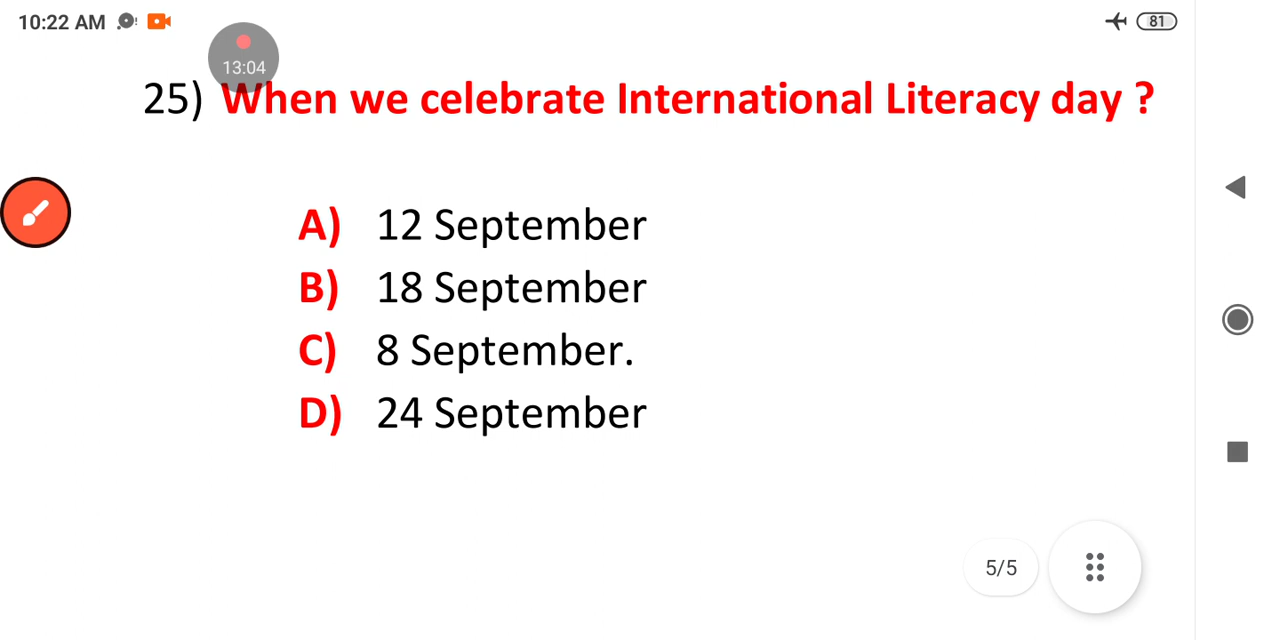 10:22 AM
81
13:04
25) When we celebrate International Literacy day ?
A) 12 September
B) 18 September
C) 8 September.
D) 24 September
5/5